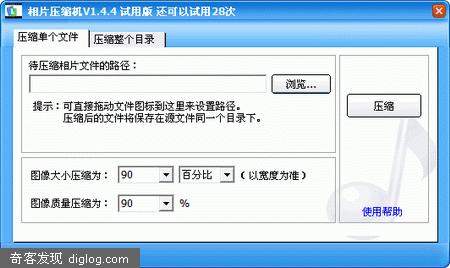 相片压缩机V1.4.4 试用版 还可以试用28次
压缩单个文件
压缩整个目录
待压缩相片文件的路径：
浏览...
提示：可直接拖动文件图标到这里来设置路径。
压缩后的文件将保存在源文件同一个目录下。
压缩
图像大小压缩为： 90 百分比 （以宽度为准）
图像质量压缩为： 90 %
使用帮助
奇客发现 diglog.com